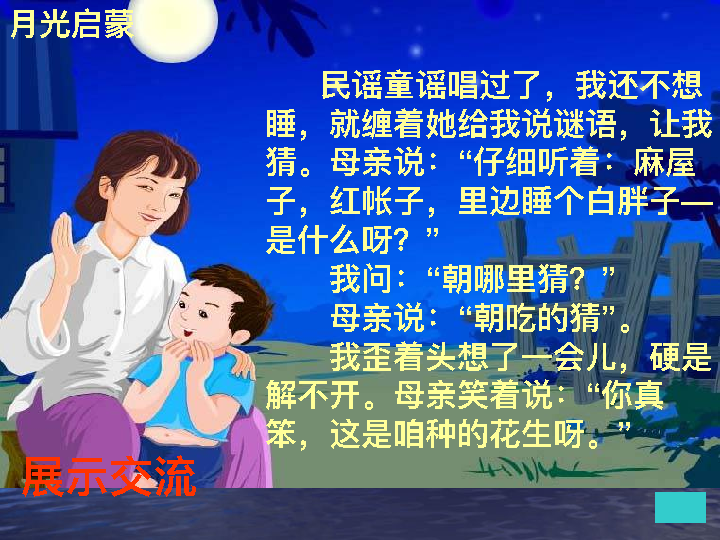 月光启蒙
民谣童谣唱过了，我还不想
睡，就缠着她给我说谜语，让我
猜。母亲说：“仔细听着：麻屋
子，红帐子，里边睡个白胖子—
是什么呀？”
我问：“朝哪里猜？”
母亲说：“朝吃的猜”。
我歪着头想了一会儿，硬是
解不开。母亲笑着说：“你真
笨，这是咱种的花生呀。”
展示交流